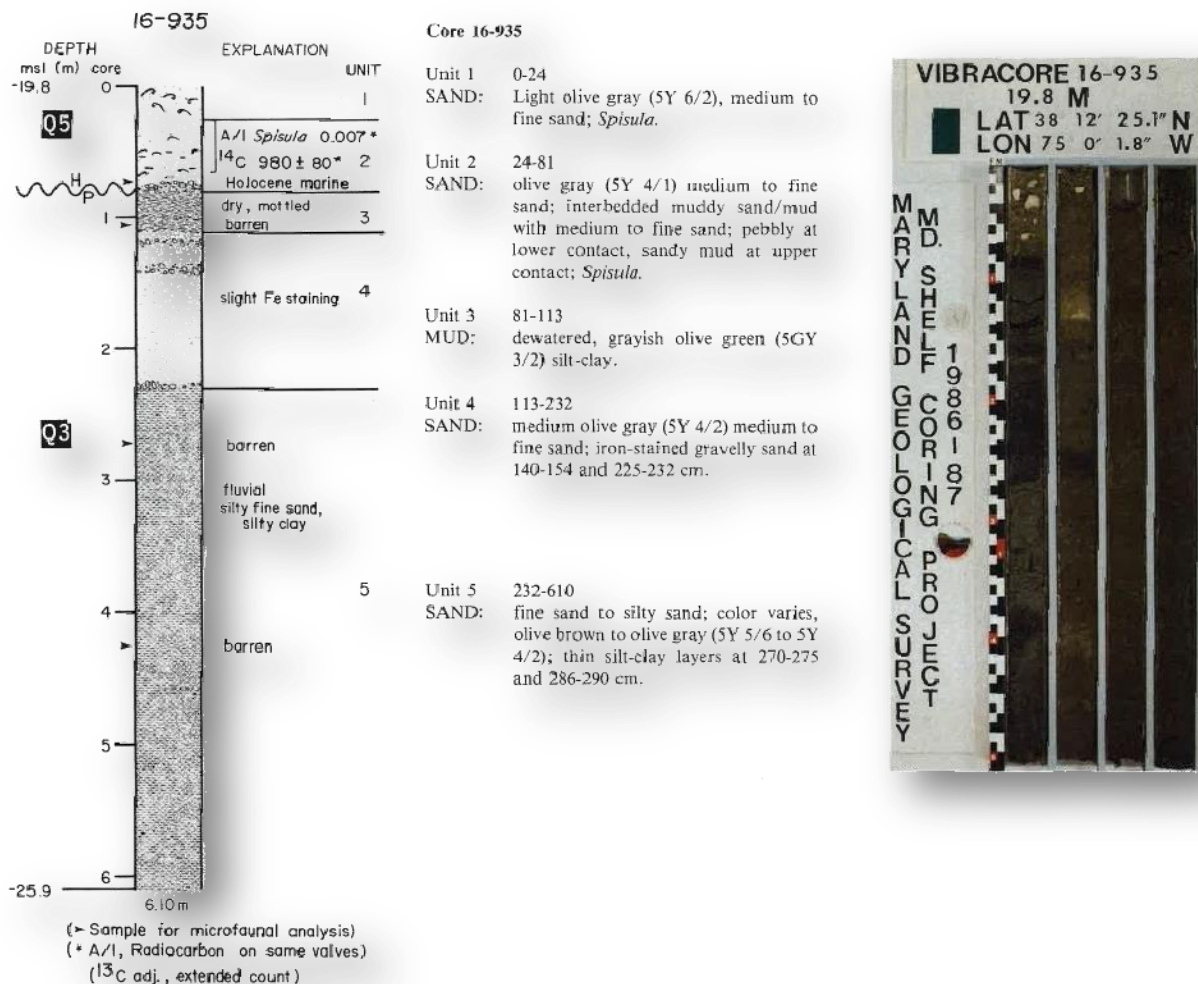 16-935
DEPTH
msl (m) core
EXPLANATION
UNIT
-19.8
0
1
Q5
A/I Spisula 0.007*
14C 980 ± 80* 2
Holocene marine
H
P
dry, mottled
barren
1
3
slight Fe staining
4
2
Q3
barren
3
fluvial
silty fine sand,
silty clay
5
4
barren
5
6
-25.9
6.10 m
(➤ Sample for microfaunal analysis)
(* A/I, Radiocarbon on same valves)
(13C adj., extended count)
Core 16-935
Unit 1 0-24
SAND: Light olive gray (5Y 6/2), medium to
fine sand; Spisula.
Unit 2 24-81
SAND: olive gray (5Y 4/1) medium to fine
sand; interbedded muddy sand/mud
with medium to fine sand; pebbly at
lower contact, sandy mud at upper
contact; Spisula.
Unit 3 81-113
MUD: dewatered, grayish olive green (5GY
3/2) silt-clay.
Unit 4 113-232
SAND: medium olive gray (5Y 4/2) medium to
fine sand; iron-stained gravelly sand at
140-154 and 225-232 cm.
Unit 5 232-610
SAND: fine sand to silty sand; color varies,
olive brown to olive gray (5Y 5/6 to 5Y
4/2); thin silt-clay layers at 270-275
and 286-290 cm.
VIBRACORE 16-935
19.8 M
LAT 38 12' 25.1" N
LON 75 0' 1.8" W
MARYLAND GEOLOGICAL SURVEY
MD. SHELF CORING PROJECT
1986-87